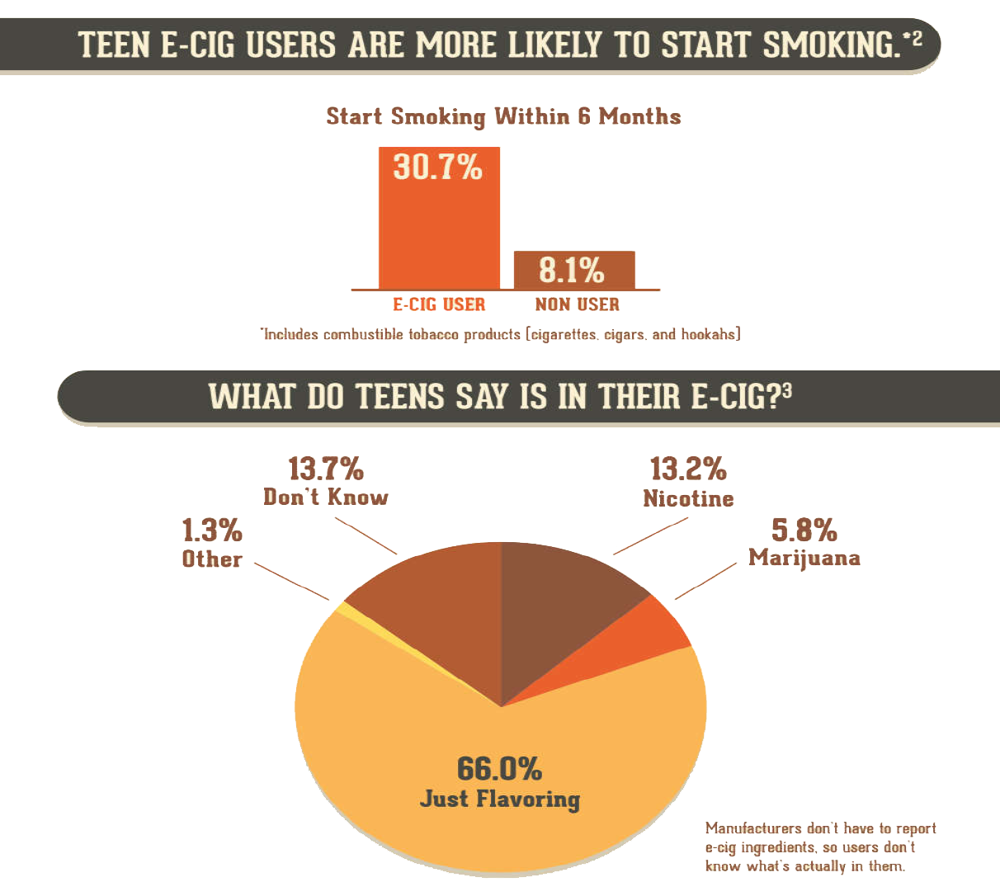 TEEN E-CIG USERS ARE MORE LIKELY TO START SMOKING.*2
Start Smoking Within 6 Months
30.7%
8.1%
E-CIG USER
NON USER
*Includes combustible tobacco products [cigarettes, cigars, and hookahs]
WHAT DO TEENS SAY IS IN THEIR E-CIG?3
13.7%
Don't Know
13.2%
Nicotine
1.3%
Other
5.8%
Marijuana
66.0%
Just Flavoring
Manufacturers don't have to report
e-cig ingredients, so users don't
know what's actually in them.